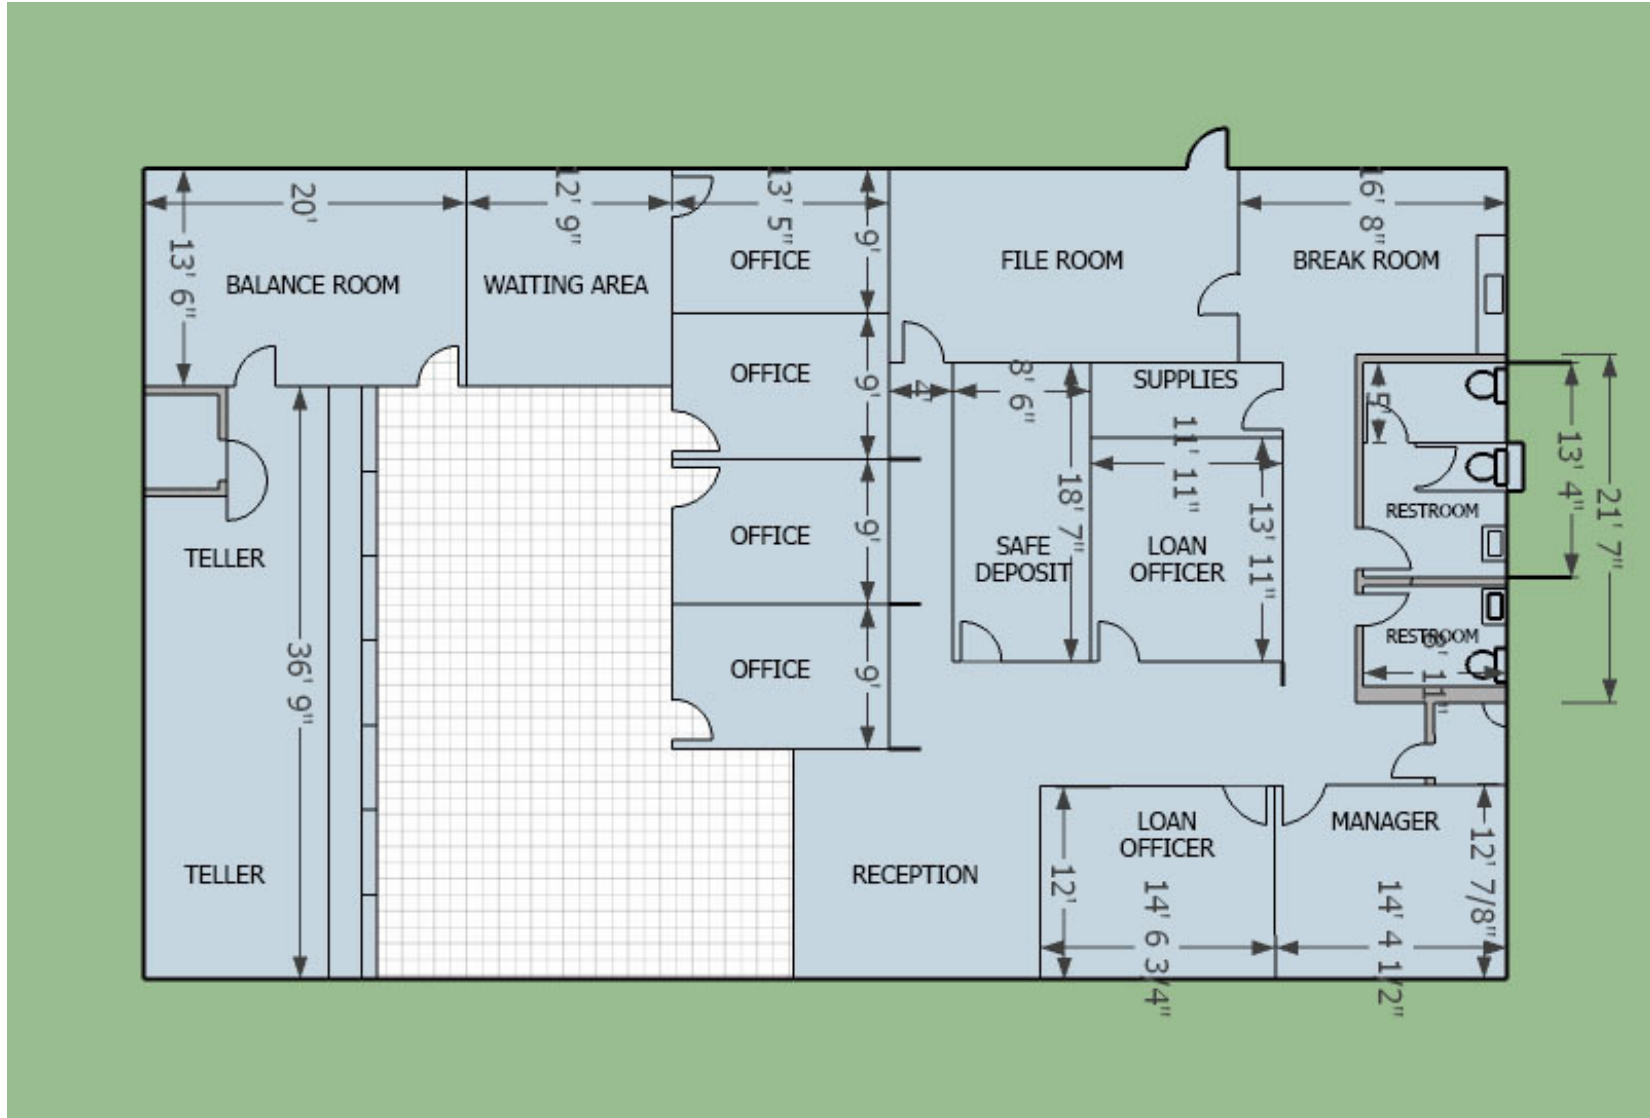 20'
12' 9"
13' 5"
16' 8"
13' 6"
BALANCE ROOM
WAITING AREA
OFFICE
9'
FILE ROOM
BREAK ROOM
OFFICE
9'
4'
8' 6"
SUPPLIES
5'
11' 11"
13' 4"
21' 7"
18' 7"
13' 11"
RESTROOM
TELLER
OFFICE
9'
SAFE
DEPOSIT
LOAN
OFFICER
RESTROOM
8' 11"
36' 9"
OFFICE
9'
TELLER
RECEPTION
LOAN
OFFICER
MANAGER
12'
14' 6 3/4"
14' 4 1/2"
12' 7/8"